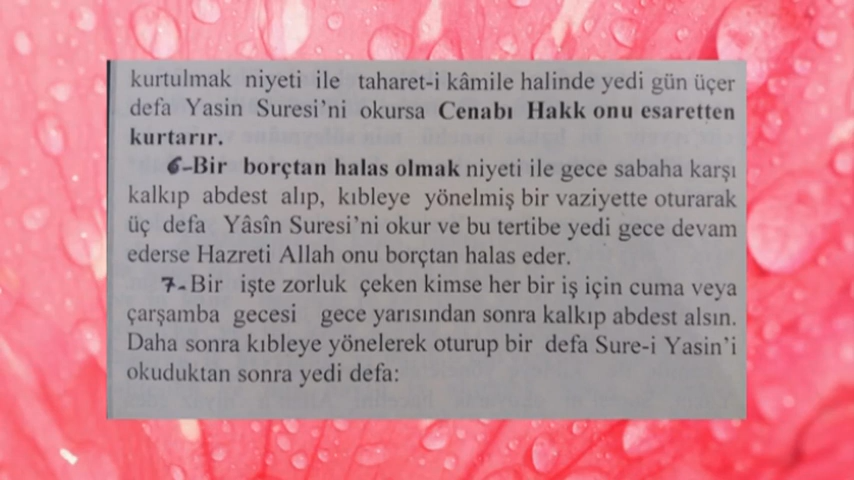 kurtulmak niyeti ile taharet-i kâmile halinde yedi gün üçer
defa Yasin Suresi'ni okursa Cenabı Hakk onu esaretten
kurtarır.
6-Bir borçtan halas olmak niyeti ile gece sabaha karşı
kalkıp abdest alıp, kıbleye yönelmiş bir vaziyette oturarak
üç defa Yâsîn Suresi'ni okur ve bu tertibe yedi gece devam
ederse Hazreti Allah onu borçtan halas eder.
7-Bir işte zorluk çeken kimse her bir iş için cuma veya
çarşamba gecesi gece yarısından sonra kalkıp abdest alsın.
Daha sonra kıbleye yönelerek oturup bir defa Sure-i Yasin'i
okuduktan sonra yedi defa: